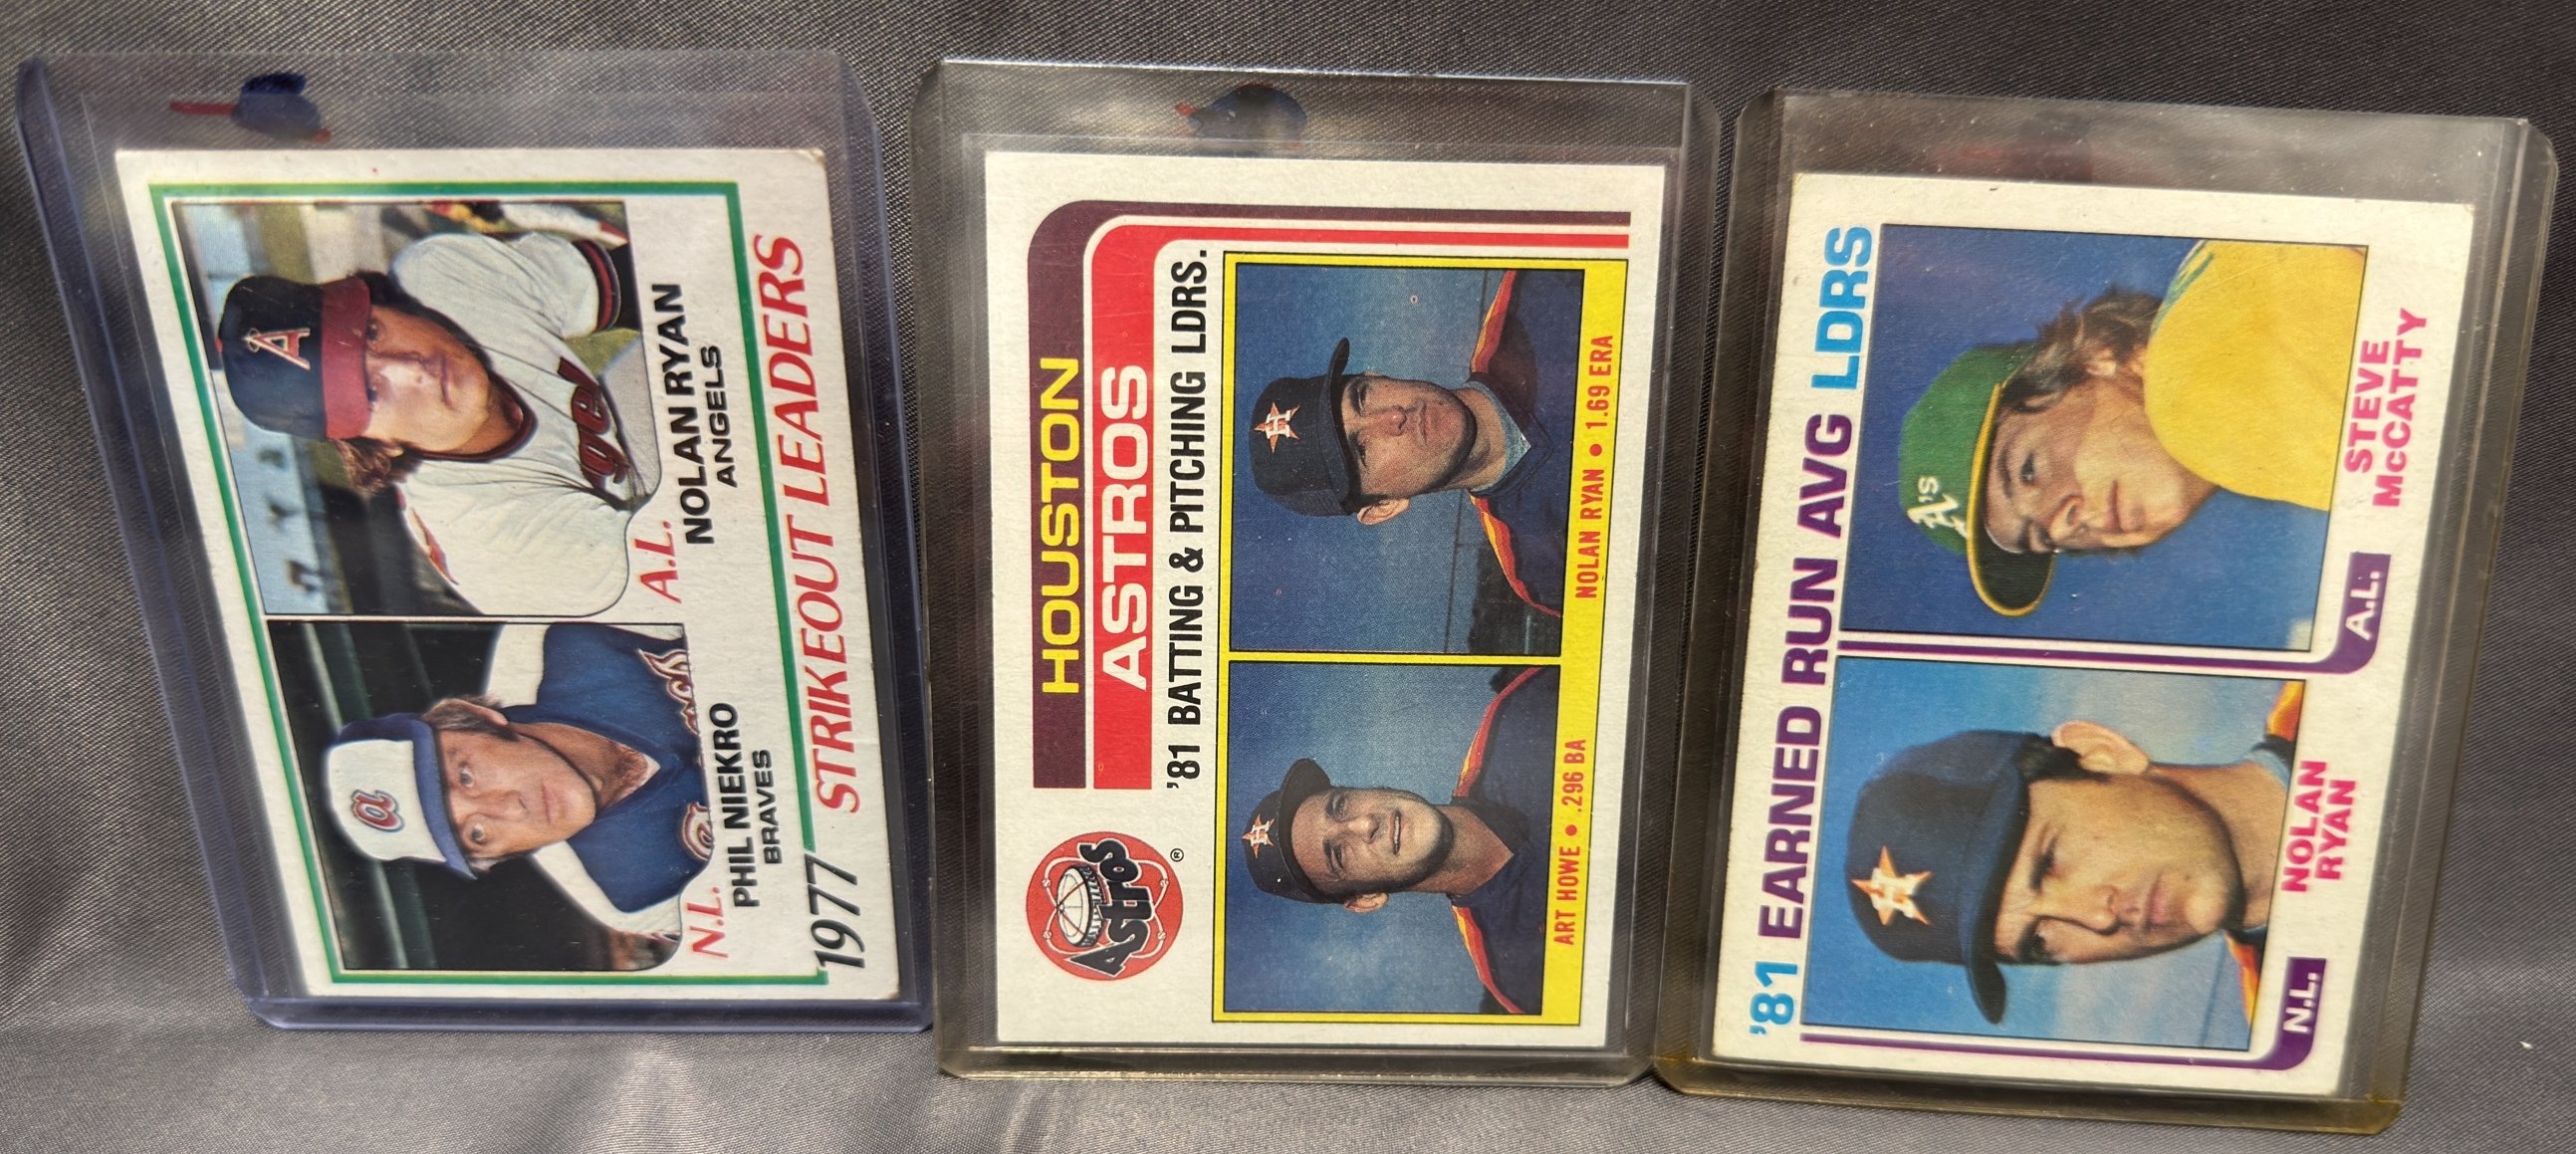 A
Angels
a
N.L.
PHIL NIEKRO
BRAVES
A.L.
NOLAN RYAN
ANGELS
1977 STRIKEOUT LEADERS
HOUSTON
ASTROS
'81 BATTING & PITCHING LDRS.
Astros
®
H
H
ART HOWE • .296 BA
NOLAN RYAN • 1.69 ERA
'81 EARNED RUN AVG LDRS
H
A's
N.L.
NOLAN
RYAN
A.L.
STEVE
McCATTY